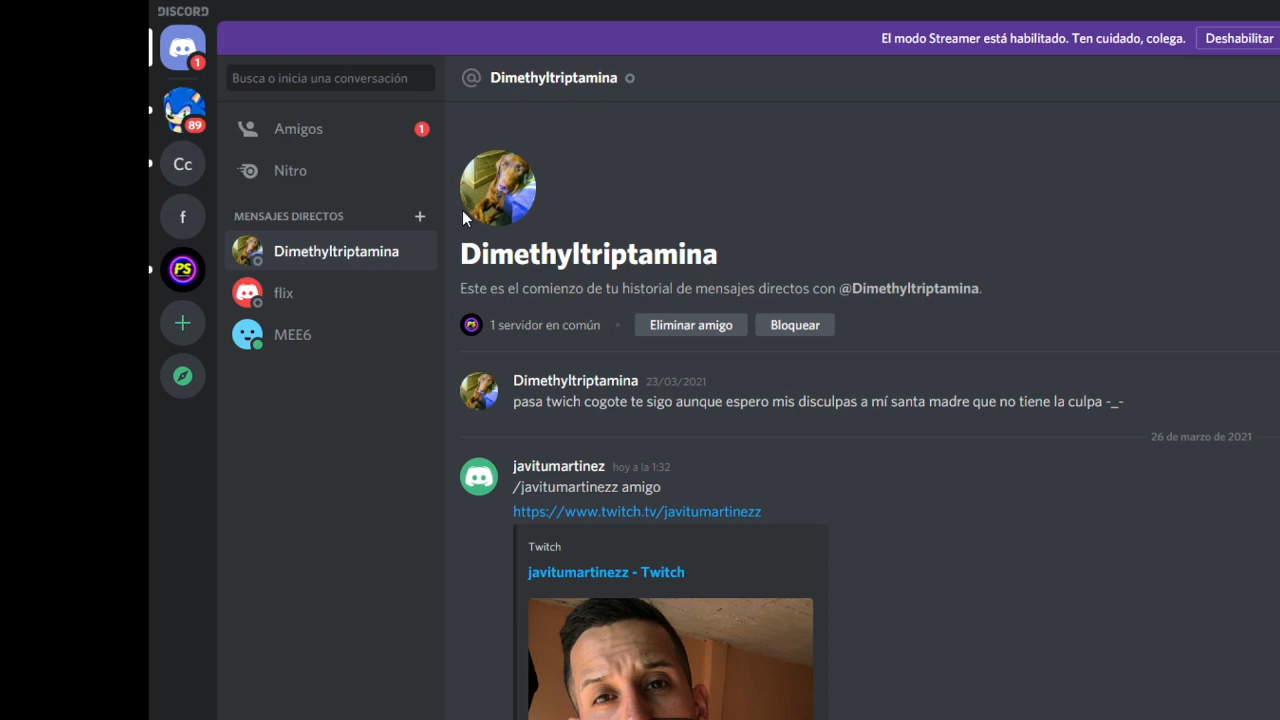 DISCORD
El modo Streamer está habilitado. Ten cuidado, colega.
Deshabilitar
1
89
Cc
f
PS
Busca o inicia una conversación
Amigos
1
Nitro
MENSAJES DIRECTOS
Dimethyltriptamina
flix
MEE6
Dimethyltriptamina
Dimethyltriptamina
Este es el comienzo de tu historial de mensajes directos con @Dimethyltriptamina.
PS
1 servidor en común
Eliminar amigo
Bloquear
Dimethyltriptamina 23/03/2021
pasa twich cogote te sigo aunque espero mis disculpas a mí santa madre que no tiene la culpa -_-
26 de marzo de 2021
javitumartinez hoy a la 1:32
/javitumartinezz amigo
https://www.twitch.tv/javitumartinezz
Twitch
javitumartinezz - Twitch